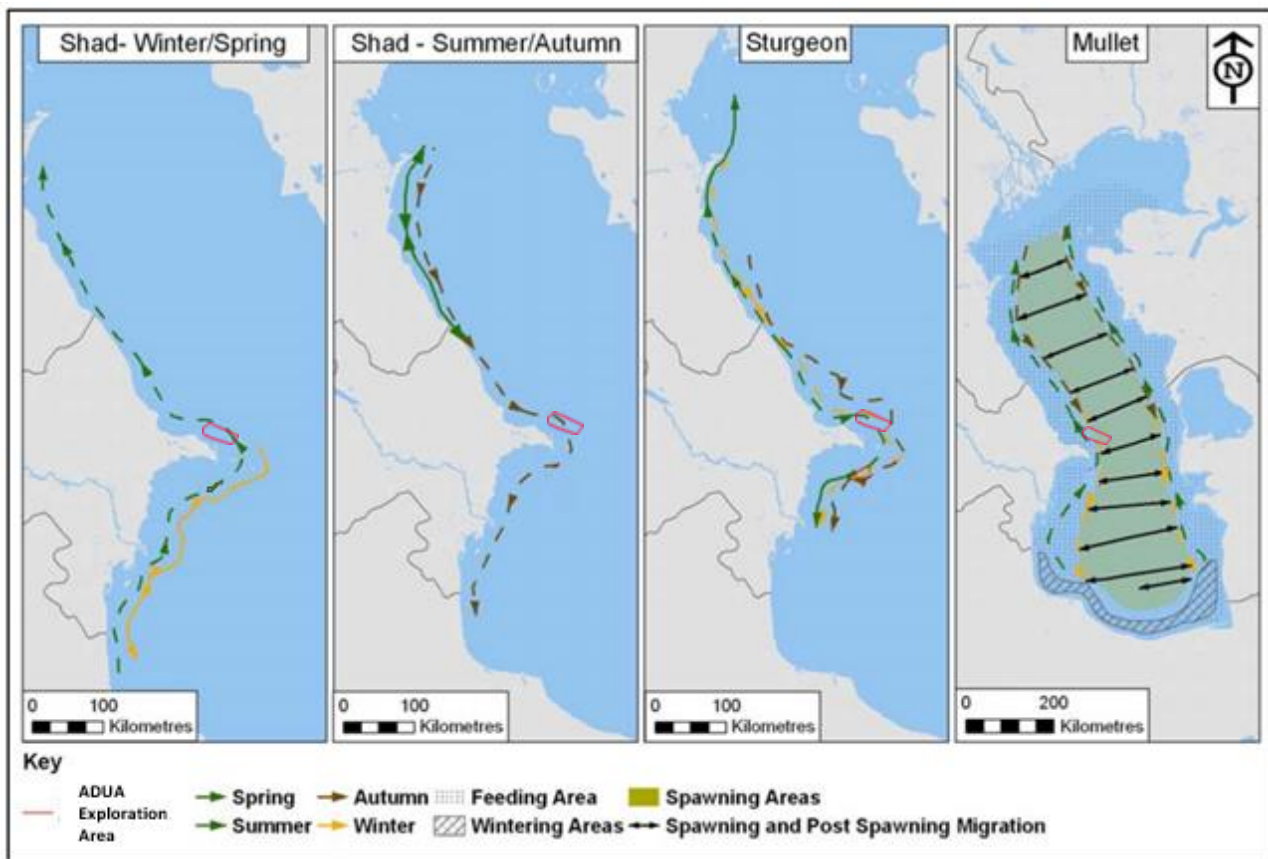 Shad- Winter/Spring
Shad - Summer/Autumn
Sturgeon
Mullet
N
0 100
Kilometres
0 100
Kilometres
0 100
Kilometres
0 200
Kilometres
Key
ADUA
Exploration
Area
Spring
Autumn
Feeding Area
Spawning Areas
Summer
Winter
Wintering Areas
Spawning and Post Spawning Migration